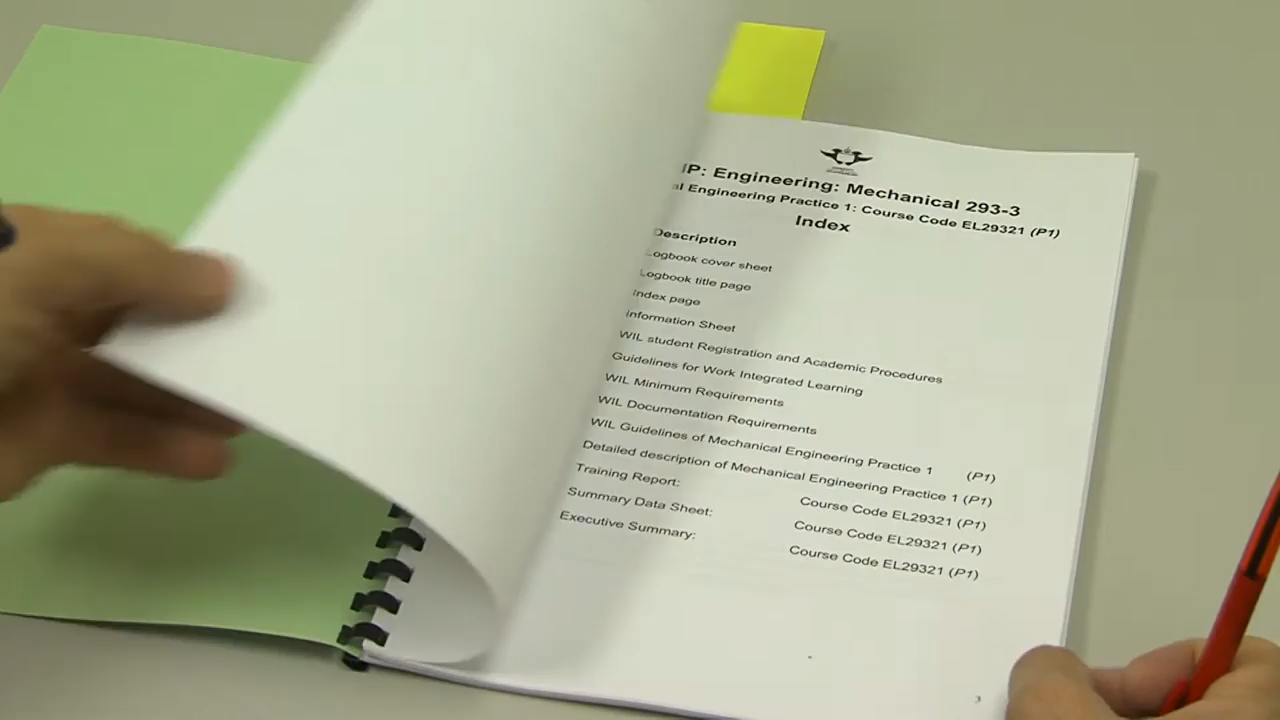 IP: Engineering: Mechanical 293-3
al Engineering Practice 1: Course Code EL29321 (P1)
Index
Description
Logbook cover sheet
Logbook title page
Index page
Information Sheet
WIL student Registration and Academic Procedures
Guidelines for Work Integrated Learning
WIL Minimum Requirements
WIL Documentation Requirements
WIL Guidelines of Mechanical Engineering Practice 1 (P1)
Detailed description of Mechanical Engineering Practice 1 (P1)
Training Report: Course Code EL29321 (P1)
Summary Data Sheet: Course Code EL29321 (P1)
Executive Summary: Course Code EL29321 (P1)
3